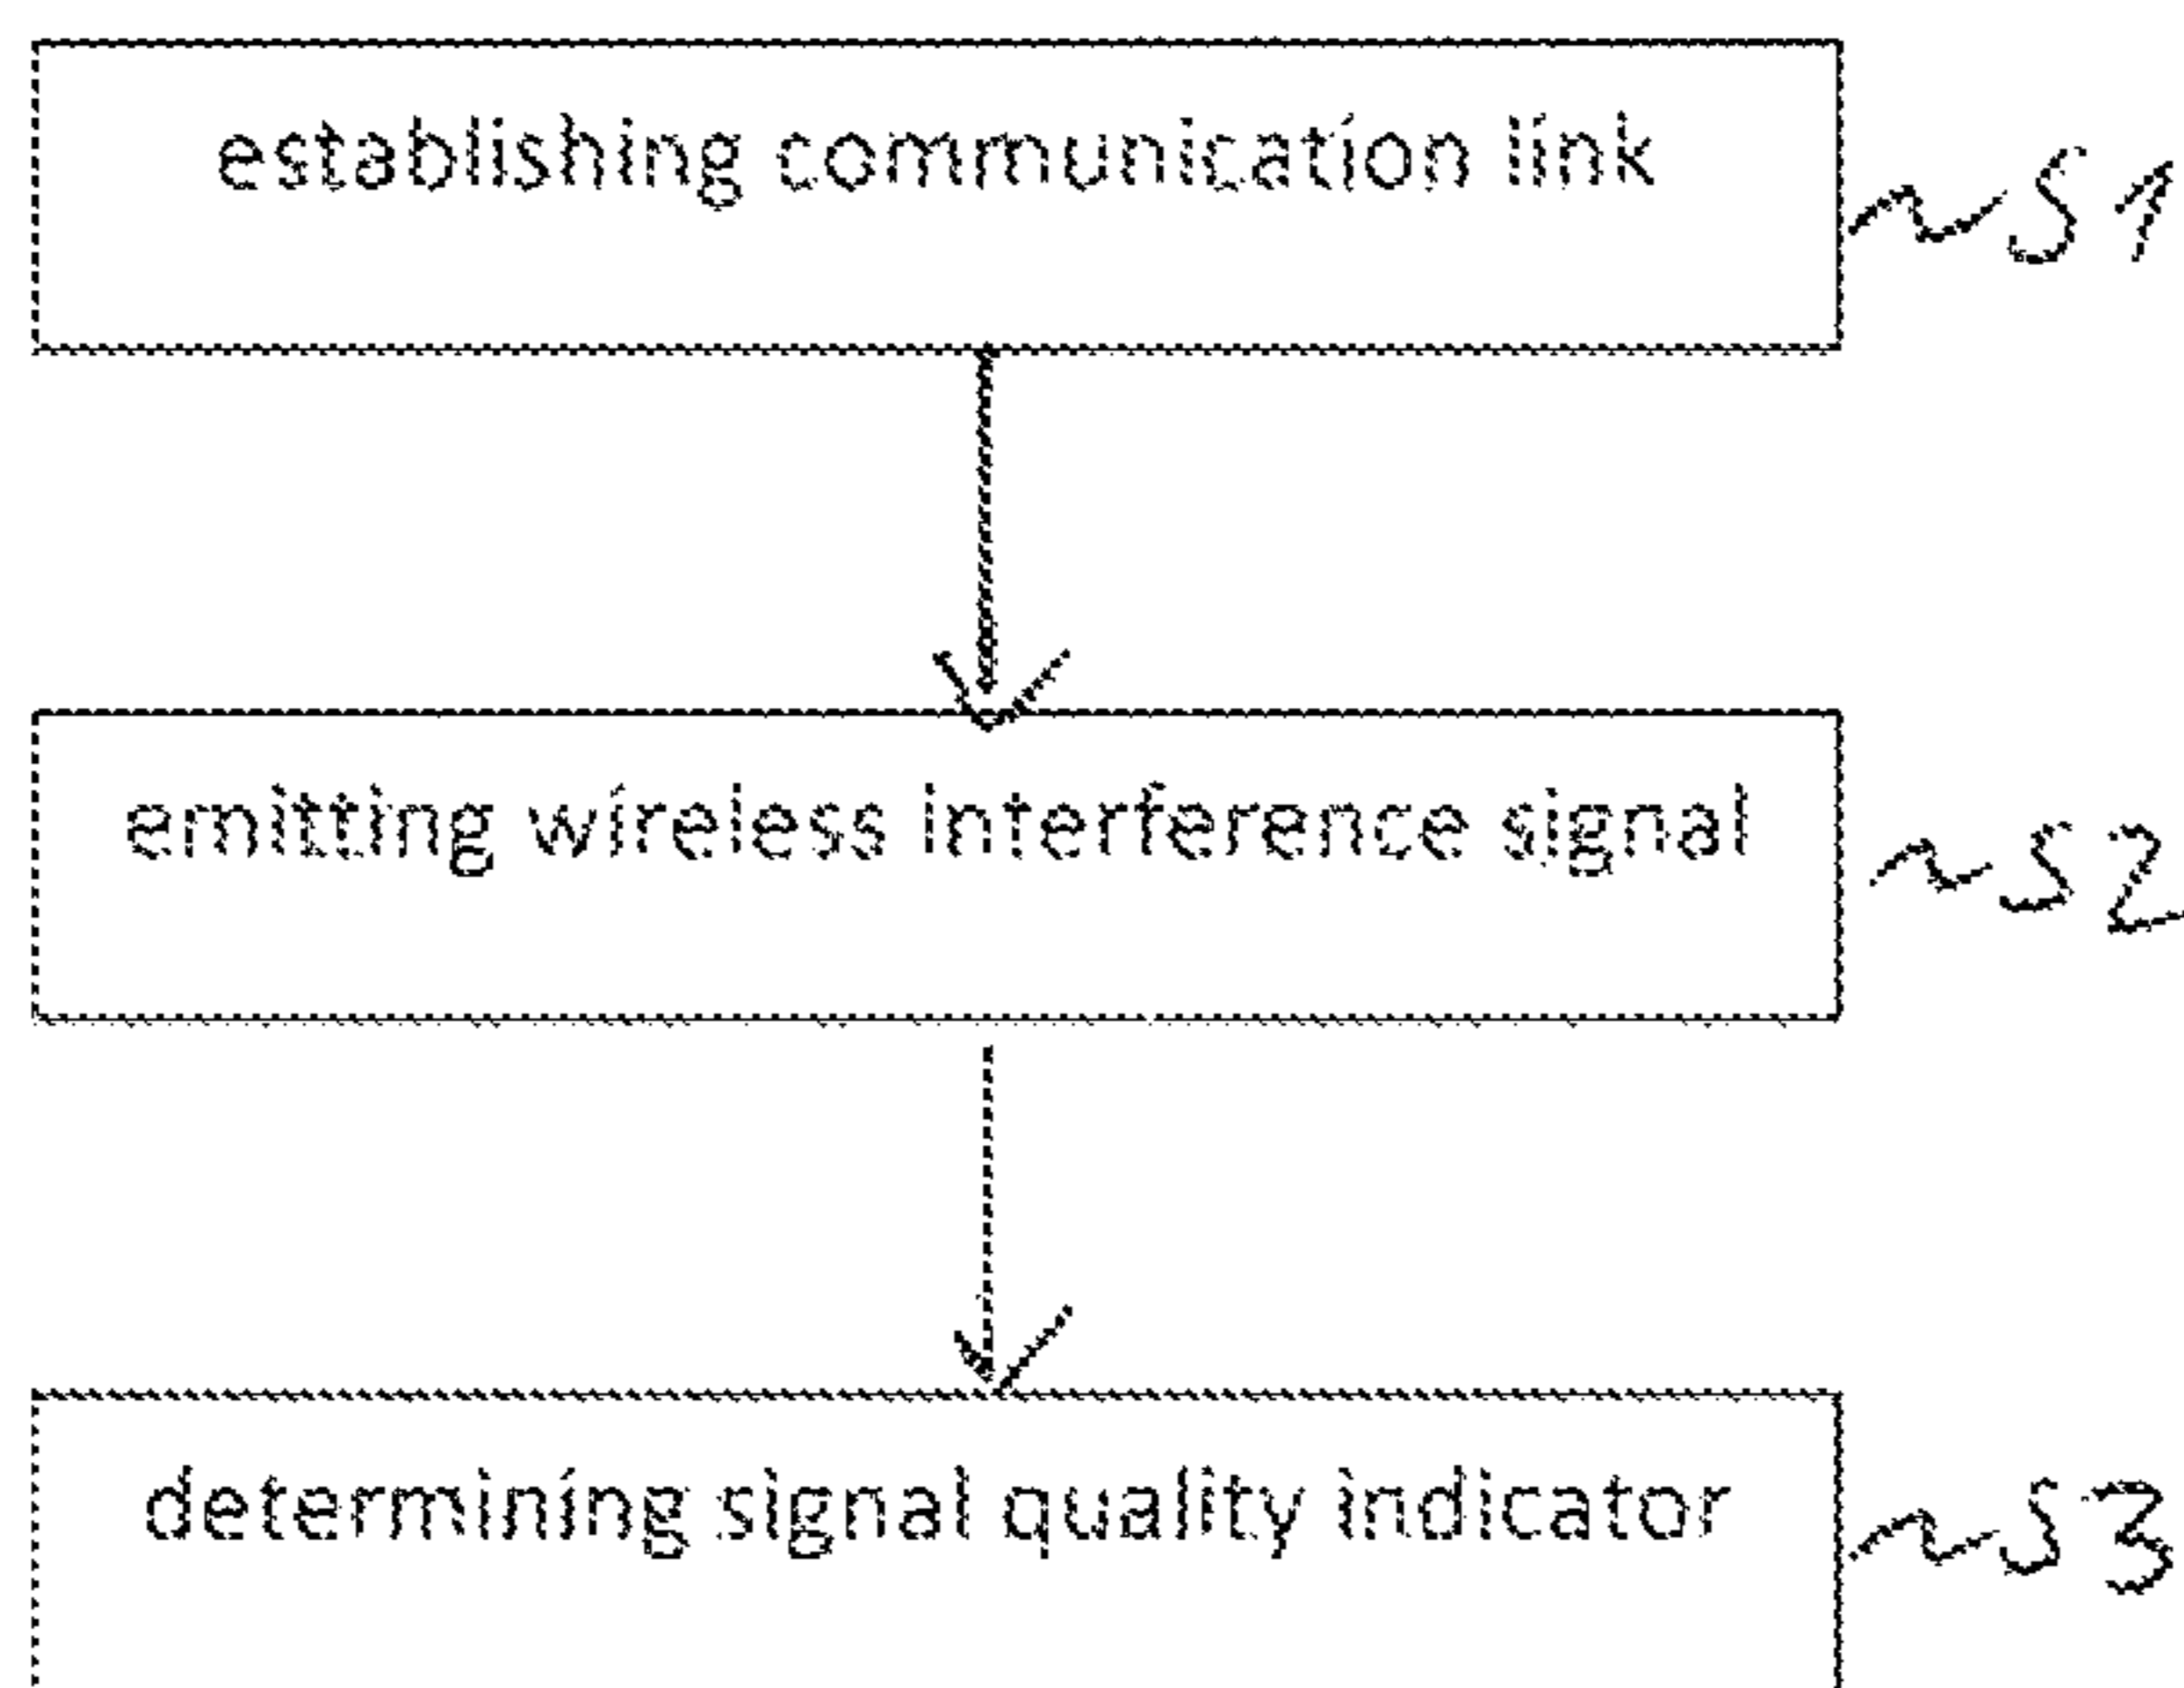 establishing communication link
S1
emitting wireless interference signal
S2
determining signal quality indicator
S3